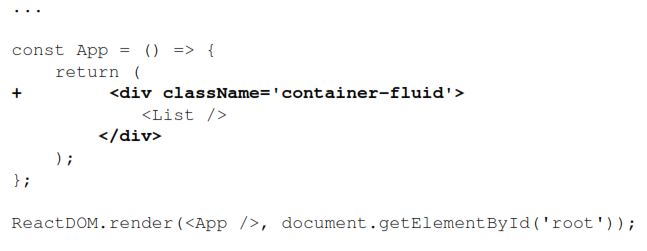 ...
const App = () => {
    return (
+        <div className='container-fluid'>
            <List />
        </div>
    );
};
ReactDOM.render(<App />, document.getElementById('root'));